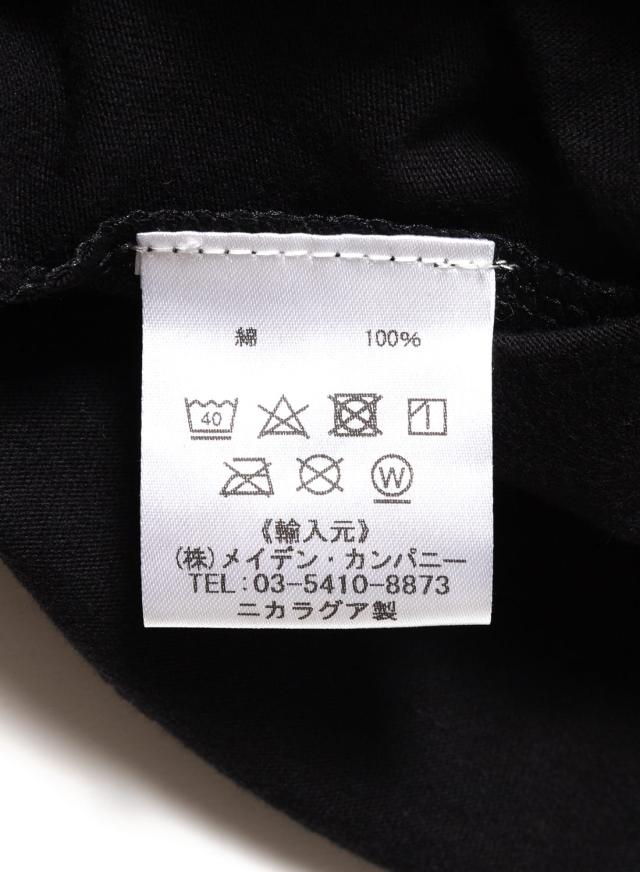 綿 100%
40
W
《輸入元》
(株)メイデン・カンパニー
TEL:03-5410-8873
ニカラグア製